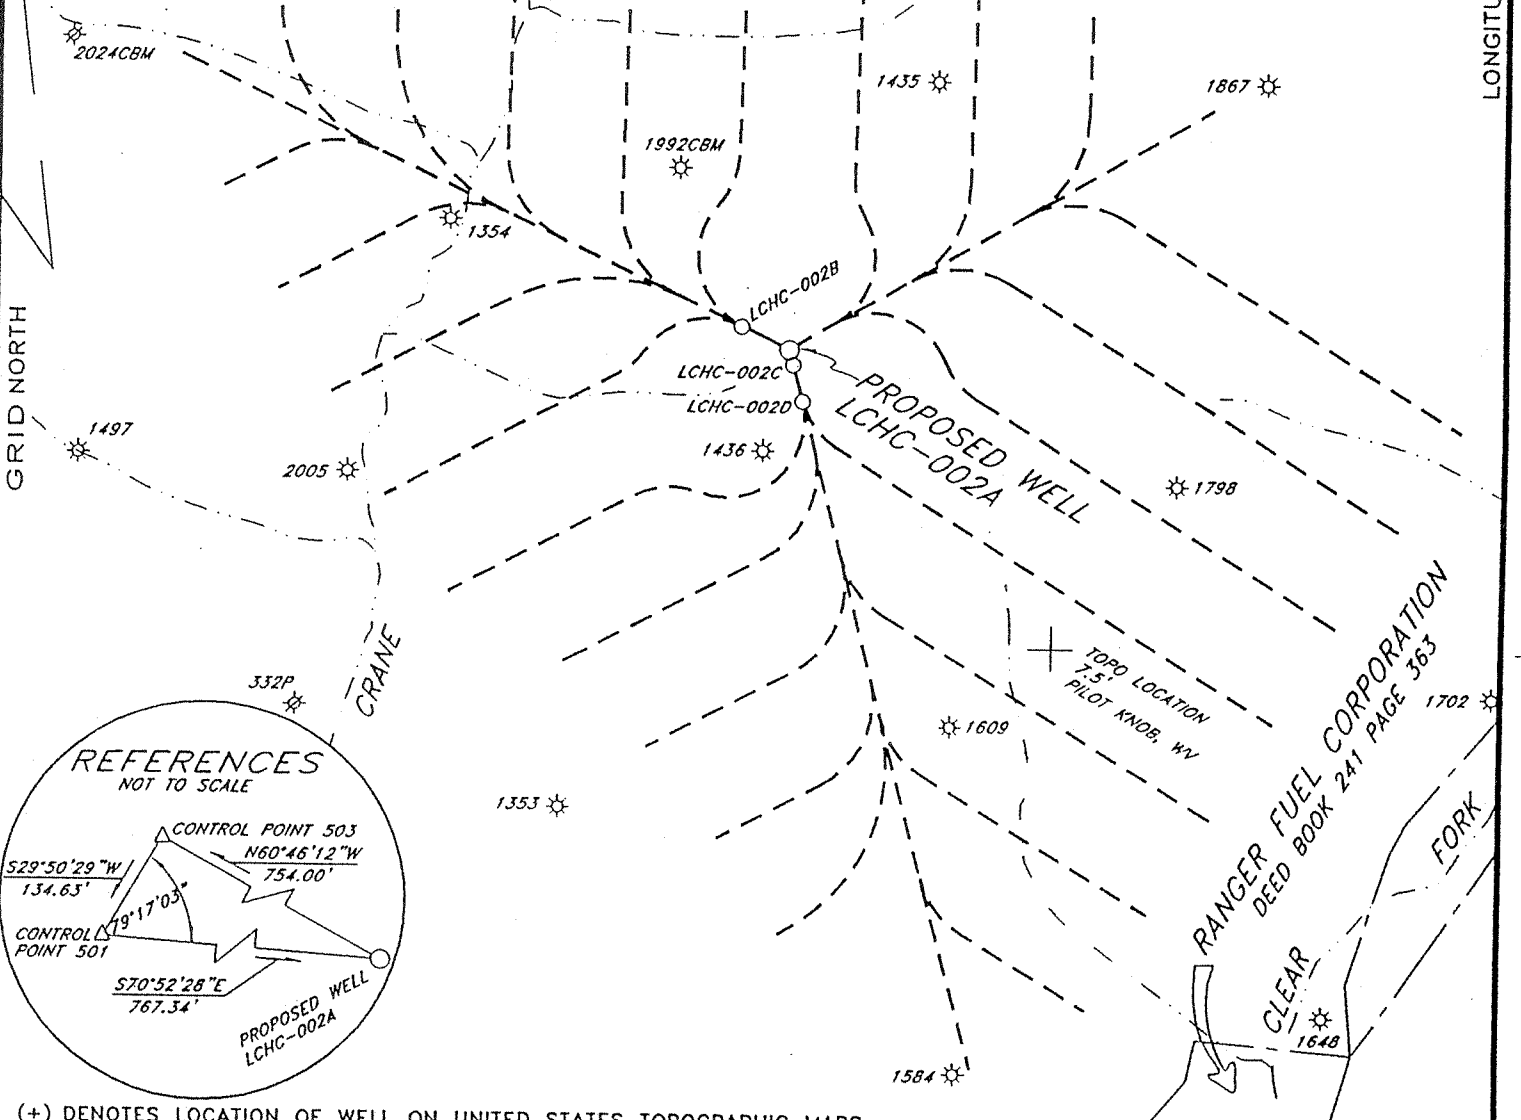 LONGITU
2024CBM
1435
1867
1992CBM
1354
LCHC-002B
GRID NORTH
LCHC-002C
LCHC-002D
PROPOSED WELL
LCHC-002A
1497
2005
1436
1798
CRANE
332P
TOPO LOCATION
7.5'
PILOT KNOB, WV
1609
1702
1353
RANGER FUEL CORPORATION
DEED BOOK 241 PAGE 363
FORK
CLEAR
1648
1584
REFERENCES
NOT TO SCALE
CONTROL POINT 503
N60°46'12"W
754.00'
S29°50'29"W
134.63'
79°17'03"
CONTROL
POINT 501
S70°52'28"E
767.34'
PROPOSED WELL
LCHC-002A
(+) DENOTES LOCATION OF WELL ON UNITED STATES TOPOGRAPHIC MAPS